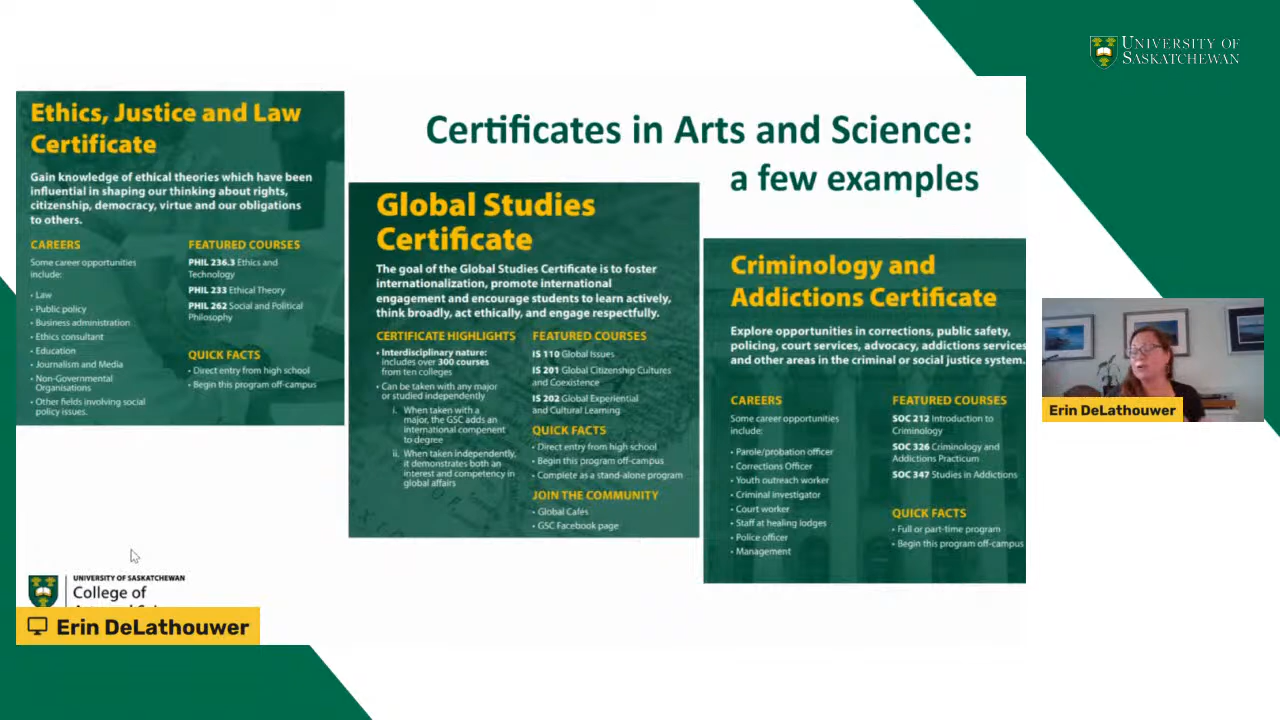 UNIVERSITY OF
SASKATCHEWAN
Certificates in Arts and Science:
a few examples
Ethics, Justice and Law
Certificate
Gain knowledge of ethical theories which have been
influential in shaping our thinking about rights,
citizenship, democracy, virtue and our obligations
to others.
CAREERS
Some career opportunities
include:
• Law
• Public policy
• Business administration
• Ethics consultant
• Education
• Journalism and Media
• Non-Governmental
Organisations
• Other fields involving social
policy issues.
FEATURED COURSES
PHIL 236.3 Ethics and
Technology
PHIL 233 Ethical Theory
PHIL 262 Social and Political
Philosophy
QUICK FACTS
• Direct entry from high school
• Begin this program off-campus
Global Studies
Certificate
The goal of the Global Studies Certificate is to foster
internationalization, promote international
engagement and encourage students to learn actively,
think broadly, act ethically, and engage respectfully.
CERTIFICATE HIGHLIGHTS
• Interdisciplinary nature:
includes over 300 courses
from ten colleges
• Can be taken with any major
or studied independently
i. When taken with a
major, the GSC adds an
international component
to degree
ii. When taken independently,
it demonstrates both an
interest and competency in
global affairs
FEATURED COURSES
IS 110 Global Issues
IS 201 Global Citizenship Cultures
and Coexistence
IS 202 Global Experiential
and Cultural Learning
QUICK FACTS
• Direct entry from high school
• Begin this program off-campus
• Complete as a stand-alone program
JOIN THE COMMUNITY
• Global Cafés
• GSC Facebook page
Criminology and
Addictions Certificate
Explore opportunities in corrections, public safety,
policing, court services, advocacy, addictions services
and other areas in the criminal or social justice system.
CAREERS
Some career opportunities
include:
• Parole/probation officer
• Corrections Officer
• Youth outreach worker
• Criminal investigator
• Court worker
• Staff at healing lodges
• Police officer
• Management
FEATURED COURSES
SOC 212 Introduction to
Criminology
SOC 326 Criminology and
Addictions Practicum
SOC 347 Studies in Addictions
QUICK FACTS
• Full or part-time program
• Begin this program off-campus
Erin DeLathouwer
UNIVERSITY OF SASKATCHEWAN
College of
Erin DeLathouwer